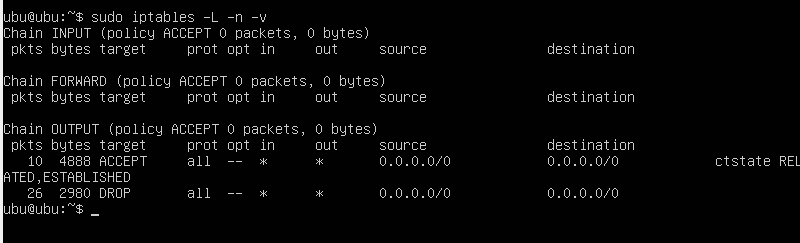 ubu@ubu:~$ sudo iptables -L -n -v
Chain INPUT (policy ACCEPT 0 packets, 0 bytes)
 pkts bytes target     prot opt in     out     source               destination

Chain FORWARD (policy ACCEPT 0 packets, 0 bytes)
 pkts bytes target     prot opt in     out     source               destination

Chain OUTPUT (policy ACCEPT 0 packets, 0 bytes)
 pkts bytes target     prot opt in     out     source               destination
   10  4888 ACCEPT     all  --  *      *       0.0.0.0/0            0.0.0.0/0            ctstate REL
ATED,ESTABLISHED
   26  2980 DROP       all  --  *      *       0.0.0.0/0            0.0.0.0/0
ubu@ubu:~$ _